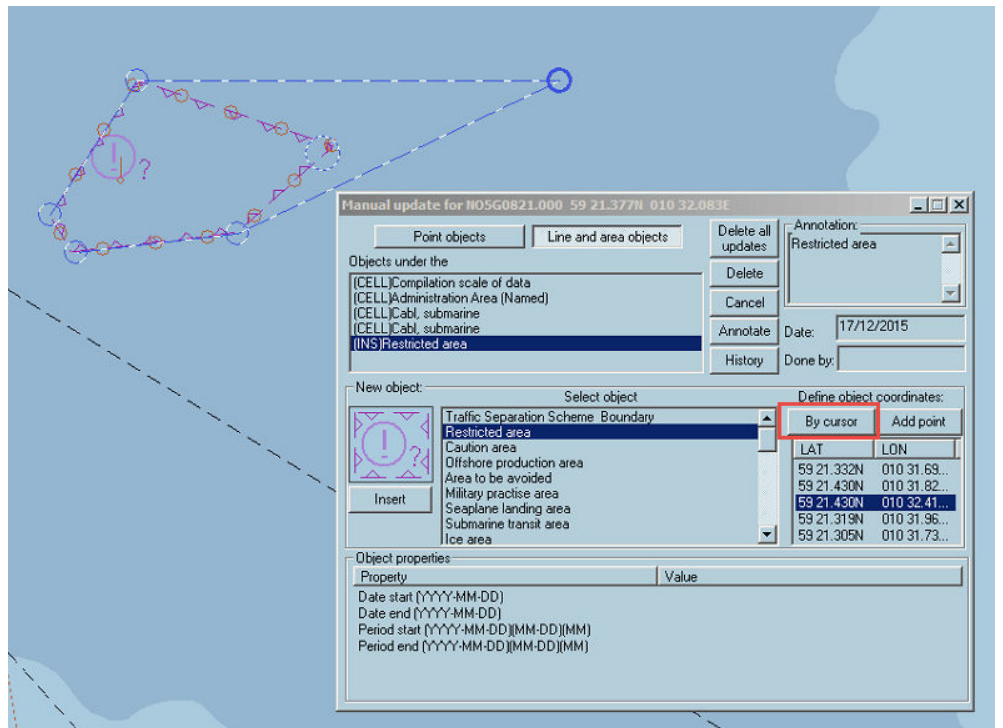 Manual update for NO5G0821.000 59 21.377N 010 32.083E
Point objects
Line and area objects
Delete all updates
Annotation:
Restricted area
Objects under the
(CELL)Compilation scale of data
(CELL)Administration Area (Named)
(CELL)Cabl, submarine
(CELL)Cabl, submarine
(INS)Restricted area
Delete
Cancel
Annotate
History
Date: 17/12/2015
Done by:
New object:
Select object
Define object coordinates:
Traffic Separation Scheme Boundary
Restricted area
Caution area
Offshore production area
Area to be avoided
Military practise area
Seaplane landing area
Submarine transit area
Ice area
?
Insert
By cursor
Add point
LAT LON
59 21.332N 010 31.69...
59 21.430N 010 31.82...
59 21.430N 010 32.41...
59 21.319N 010 31.96...
59 21.305N 010 31.73...
Object properties
Property Value
Date start (YYYY-MM-DD)
Date end (YYYY-MM-DD)
Period start (YYYY-MM-DD)(MM-DD)(MM)
Period end (YYYY-MM-DD)(MM-DD)(MM)
?